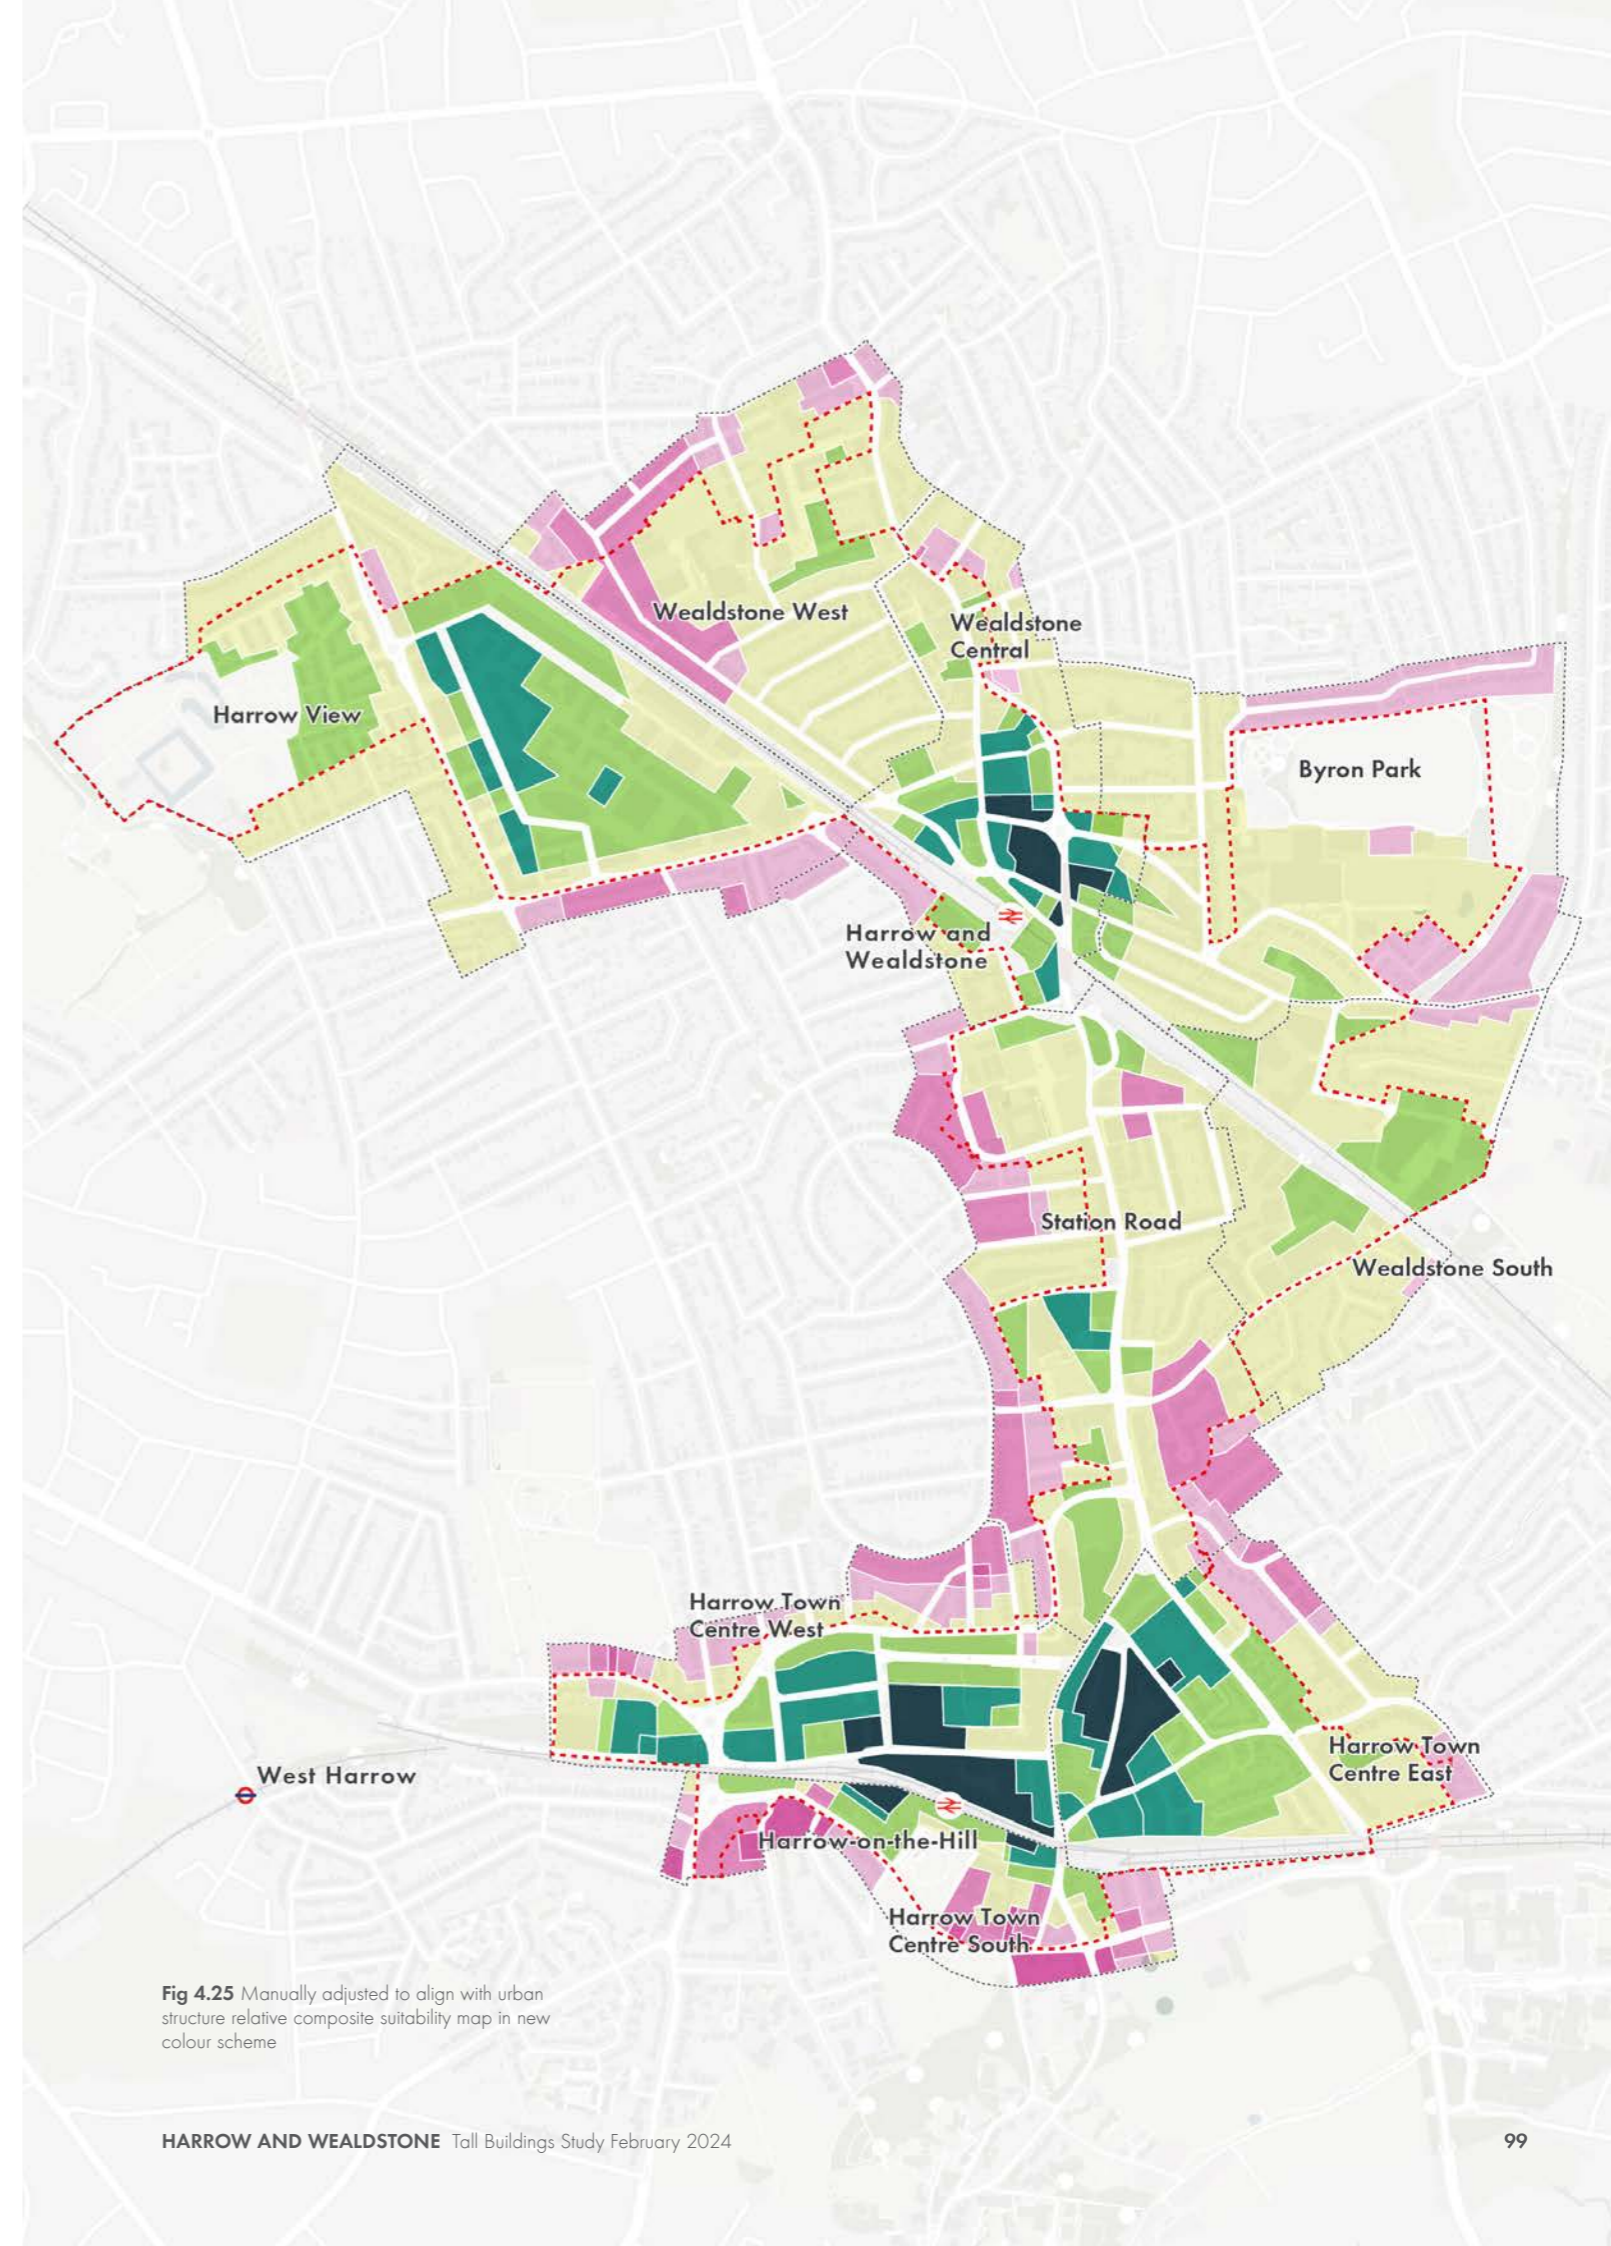 Wealdstone West
Wealdstone
Central
Harrow View
Byron Park
Harrow and
Wealdstone
Station Road
Wealdstone South
Harrow Town
Centre West
Harrow Town
Centre East
West Harrow
Harrow-on-the-Hill
Harrow Town
Centre South
Fig 4.25 Manually adjusted to align with urban
structure relative composite suitability map in new
colour scheme
HARROW AND WEALDSTONE Tall Buildings Study February 2024
99